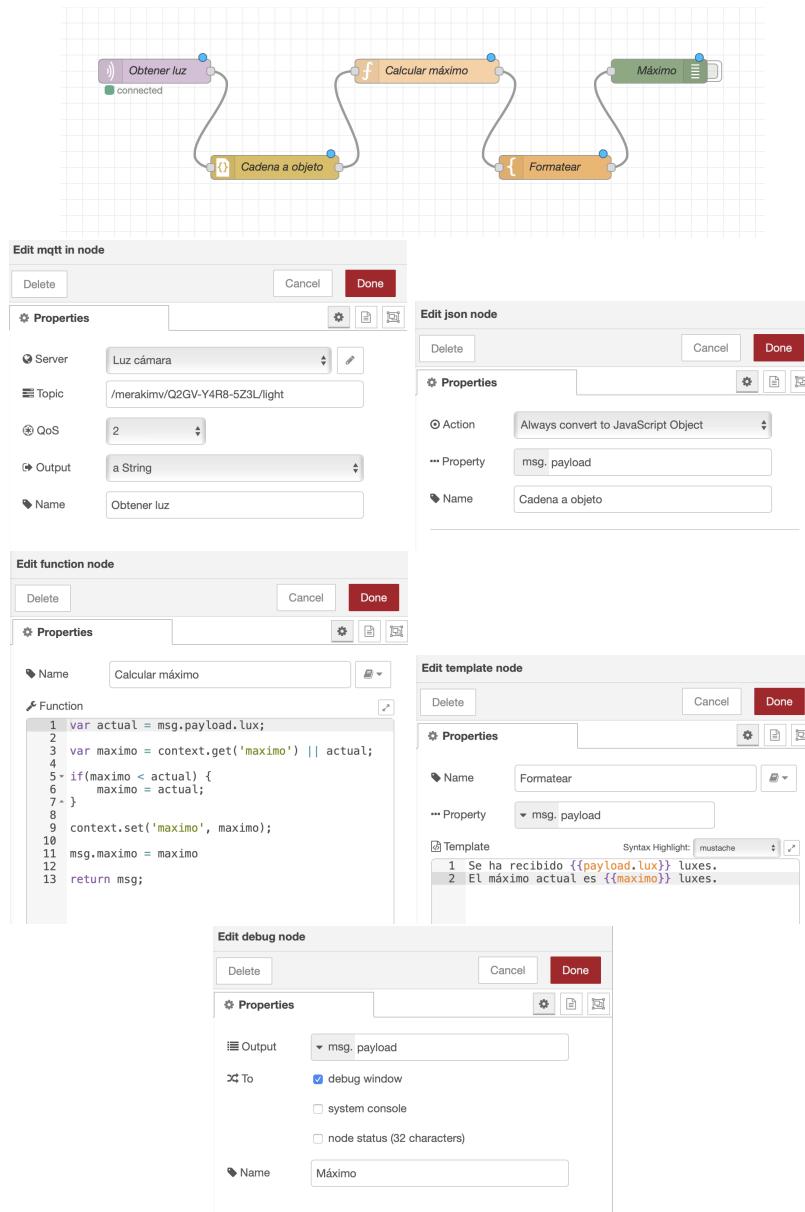 Obtener luz
Calcular máximo
Máximo
connected
Cadena a objeto
Formatear
Edit mqtt in node
Delete
Cancel
Done
Properties
Server
Luz cámara
Topic
/merakimv/Q2GV-Y4R8-5Z3L/light
QoS
2
Output
a String
Name
Obtener luz
Edit json node
Delete
Cancel
Done
Properties
Action
Always convert to JavaScript Object
Property
msg. payload
Name
Cadena a objeto
Edit function node
Delete
Cancel
Done
Properties
Name
Calcular máximo
Function
1 var actual = msg.payload.lux;
2
3 var maximo = context.get('maximo') || actual;
4
5 if(maximo < actual) {
6 maximo = actual;
7 }
8
9 context.set('maximo', maximo);
10
11 msg.maximo = maximo
12
13 return msg;
Edit template node
Delete
Cancel
Done
Properties
Name
Formatear
Property
msg. payload
Template
Syntax Highlight: mustache
1 Se ha recibido {{payload.lux}} luxes.
2 El máximo actual es {{maximo}} luxes.
Edit debug node
Delete
Cancel
Done
Properties
Output
msg. payload
To
debug window
system console
node status (32 characters)
Name
Máximo